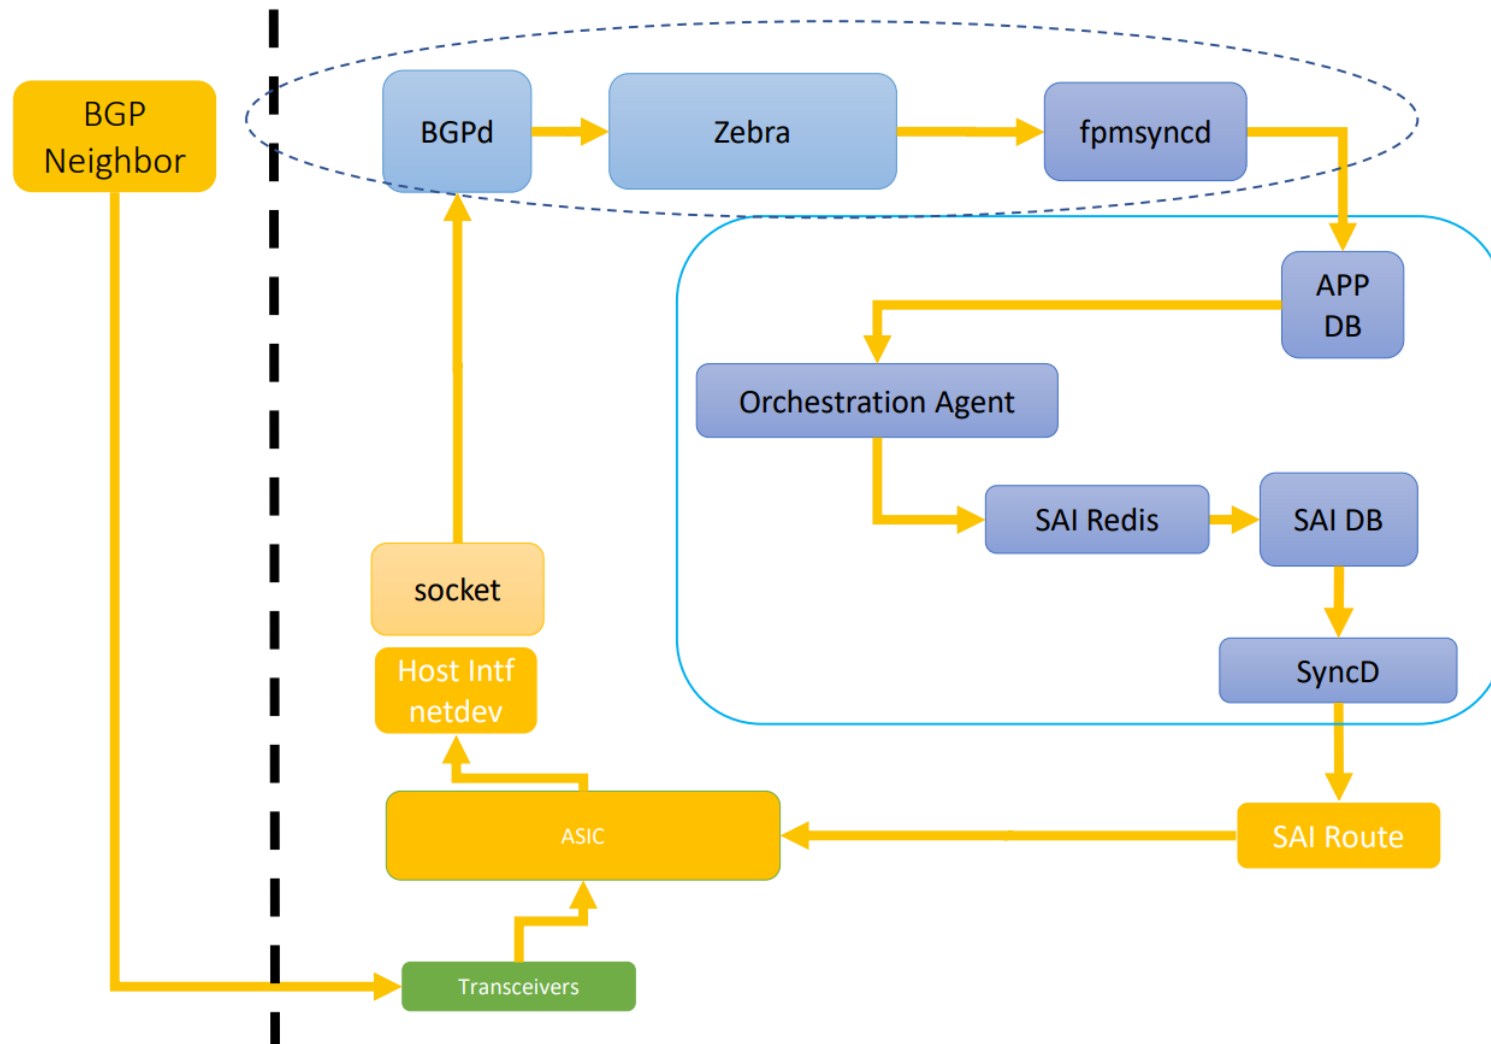 BGP
Neighbor
BGPd
Zebra
fpmsyncd
APP
DB
Orchestration Agent
SAI Redis
SAI DB
socket
Host Intf
netdev
SyncD
ASIC
SAI Route
Transceivers